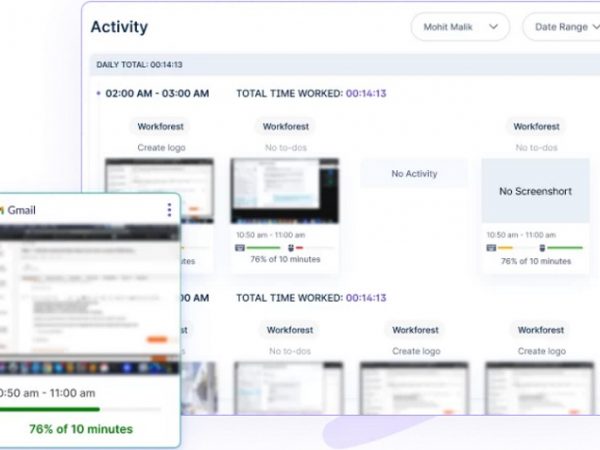 Activity
Mohit Malik
Date Range
DAILY TOTAL: 00:14:13
02:00 AM - 03:00 AM TOTAL TIME WORKED: 00:14:13
Workforest Workforest Workforest
Create logo No to-dos No to-dos
No Activity
No Screenshort
10:50 am - 11:00 am 10:50 am - 11:00 am
76% of 10 minutes 76% of 10 minutes
Gmail
00 AM TOTAL TIME WORKED: 00:14:13
Workforest Workforest Workforest
No to-dos Create logo Create logo
0:50 am - 11:00 am
76% of 10 minutes